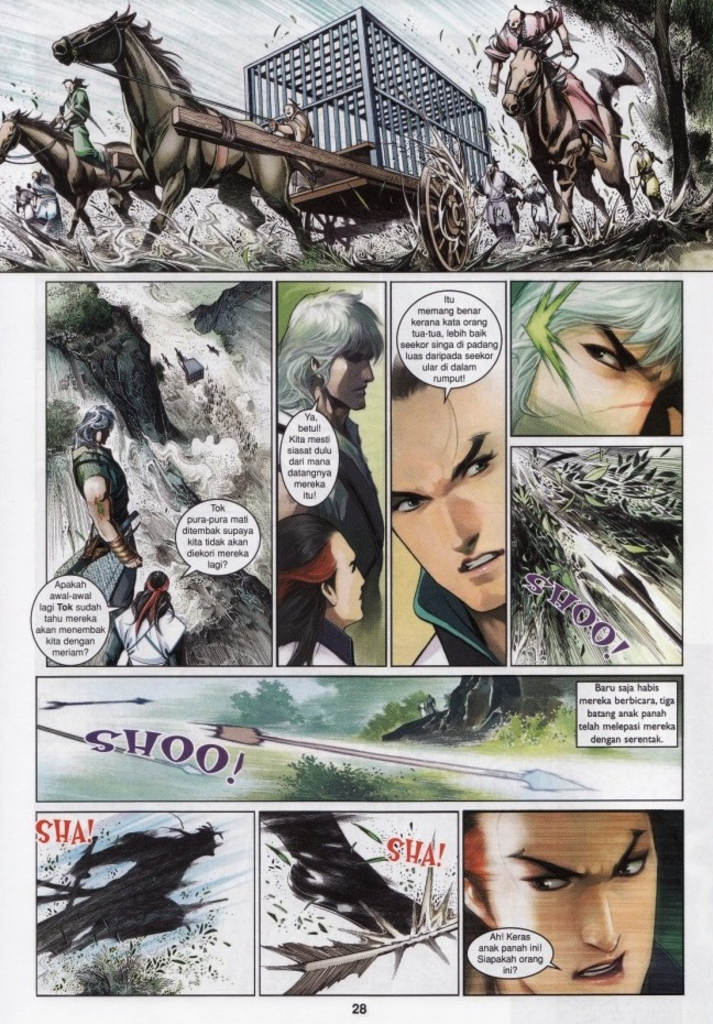 Tok
pura-pura mati
ditembak supaya
kita tidak akan
diekori mereka
lagi?
Apakah
awal-awal
lagi Tok sudah
tahu mereka
akan menembak
kita dengan
meriam?
Ya,
betul!
Kita mesti
siasat dulu
dari mana
datangnya
mereka
itu!
Itu
memang benar
kerana kata orang
tua-tua, lebih baik
seekor singa di padang
luas daripada seekor
ular di dalam
rumput!
SHOO!
SHOO!
Baru saja habis
mereka berbicara, tiga
batang anak panah
telah melepasi mereka
dengan serentak.
SHA!
SHA!
Ah! Keras
anak panah ini!
Siapakah orang
ini?
28